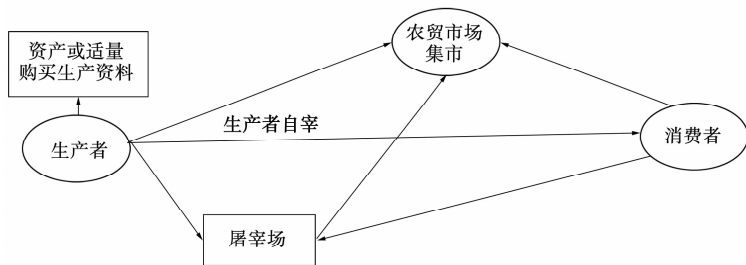 农贸市场
集市
资产或适量
购买生产资料
生产者自宰
生产者
消费者
屠宰场